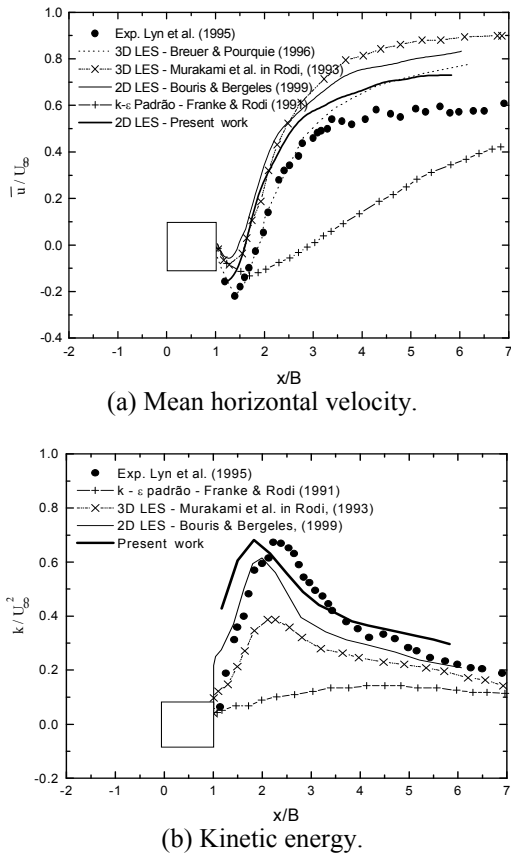 1.0
0.8
0.6
0.4
0.2
0.0
0.2
0.4
-2
-1
0
1
2
3
4
5
6
7
u / U∞
x/B
Exp. Lyn et al. (1995)
3D LES - Breuer & Pourquie (1996)
3D LES - Murakami et al. in Rodi, (1993)
2D LES - Bouris & Bergeles (1999)
k-ε Padrão - Franke & Rodi (1991)
2D LES - Present work
(a) Mean horizontal velocity.
1.0
0.8
0.6
0.4
0.2
0.0
-0.2
-2
-1
0
1
2
3
4
5
6
7
k / U∞²
x/B
Exp. Lyn et al. (1995)
k - ε padrão - Franke & Rodi (1991)
3D LES - Murakami et al. in Rodi, (1993)
2D LES - Bouris & Bergeles, (1999)
Present work
(b) Kinetic energy.